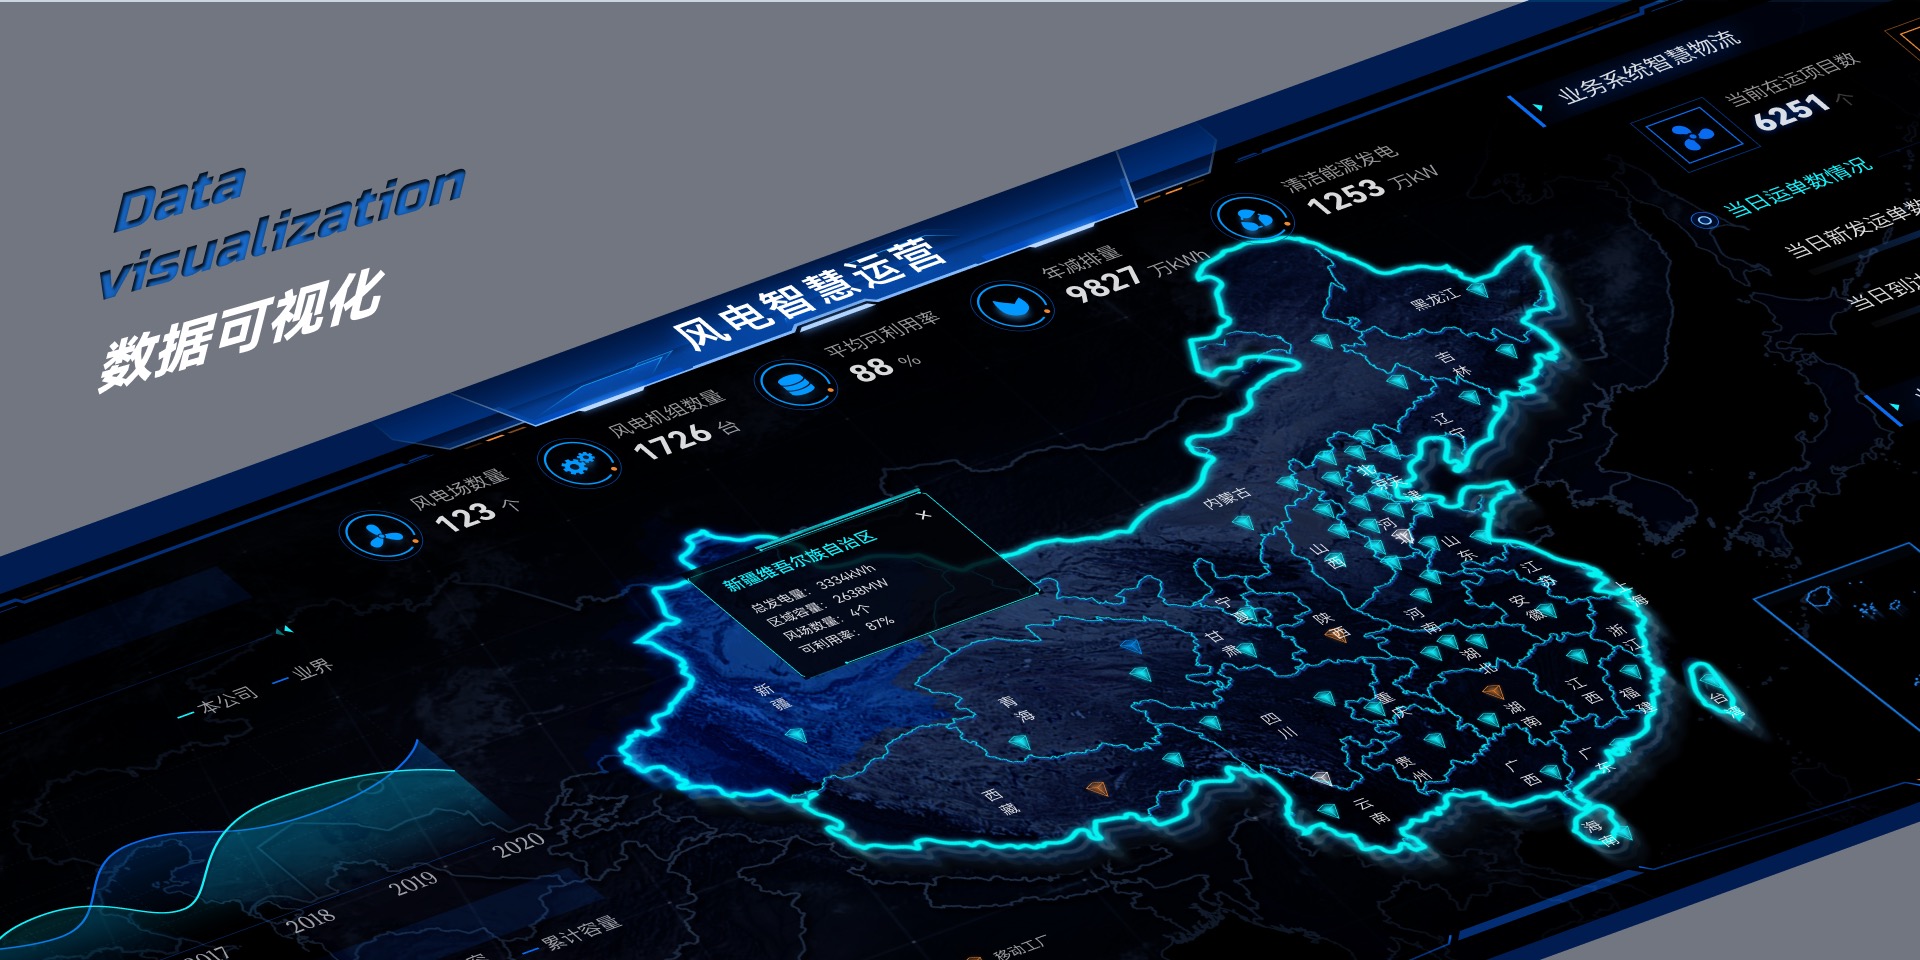 Data
visualization
数据可视化
风电智慧运营
风电场数量
123 个
风电机组数量
1726 台
平均可利用率
88 %
年减排量
9827 万kWh
清洁能源发电
1253 万kW
业务系统智慧物流
当前在运项目数
6251 个
当日运单数情况
当日新发运单数
当日到达
新疆维吾尔族自治区
总发电量: 3334kWh
区域容量: 2638MW
风场数量: 4个
可利用率: 87%
黑龙江
吉林
辽宁
内蒙古
北京
河北
山西
山东
江苏
上海
安徽
浙江
宁夏
陕西
河南
甘肃
湖北
新疆
青海
四川
重庆
湖南
江西
福建
台湾
西藏
贵州
云南
广西
广东
海南
本公司
业界
2018
2019
2020
累计容量
移动工厂